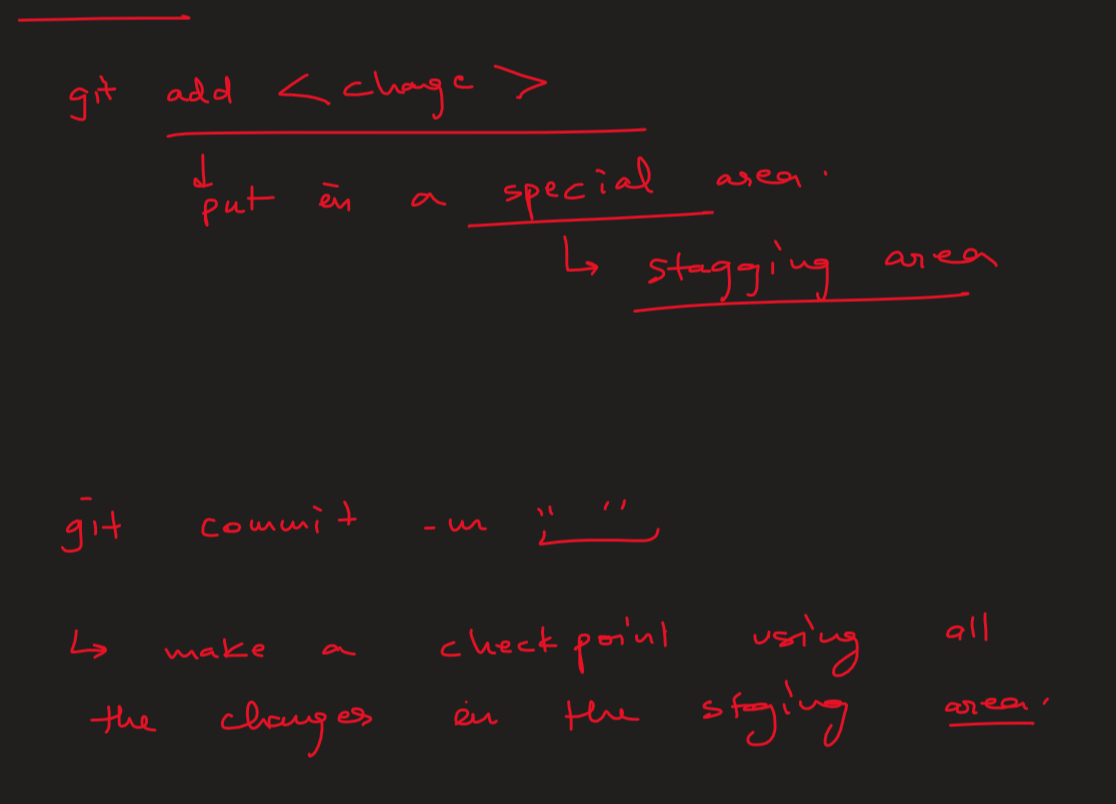 git add <change>
put in a special area.
stagging area
git commit -m " "
make a checkpoint using all
the changes in the staging area.